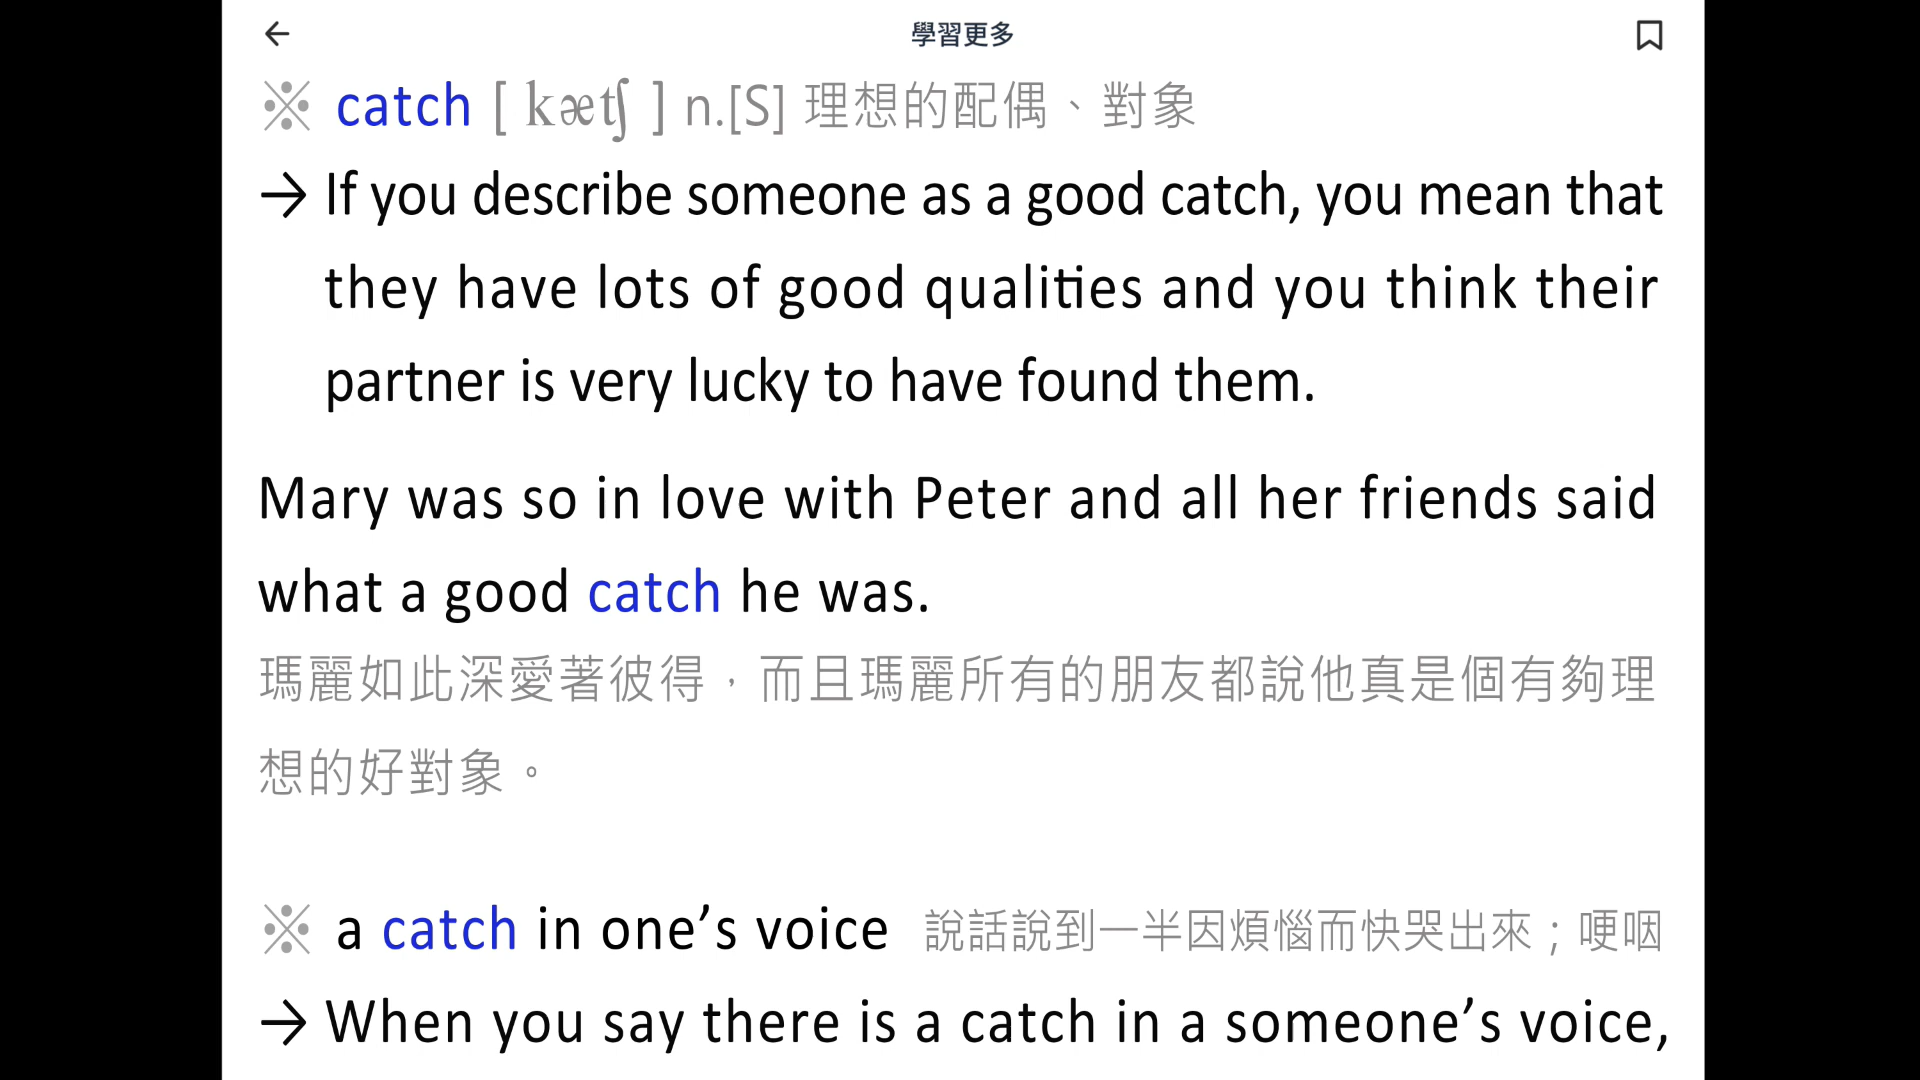 學習更多
※ catch [ kætʃ ] n.[S] 理想的配偶、對象
→ If you describe someone as a good catch, you mean that
they have lots of good qualities and you think their
partner is very lucky to have found them.
Mary was so in love with Peter and all her friends said
what a good catch he was.
瑪麗如此深愛著彼得，而且瑪麗所有的朋友都說他真是個有夠理
想的好對象。
※ a catch in one’s voice 說話說到一半因煩惱而快哭出來；哽咽
→ When you say there is a catch in a someone’s voice,